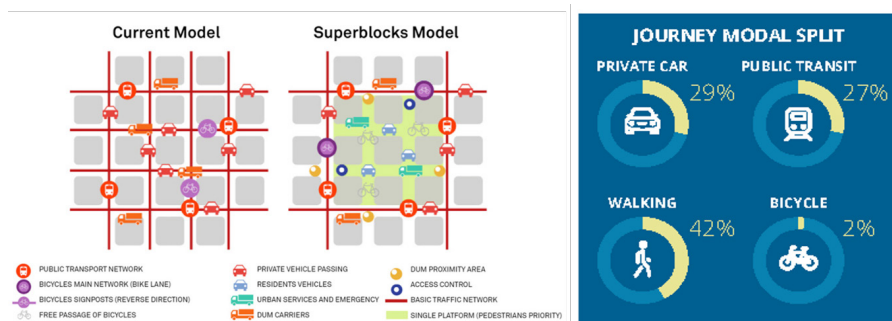 Current Model
Superblocks Model
PUBLIC TRANSPORT NETWORK
BICYCLES MAIN NETWORK (BIKE LANE)
BICYCLES SIGNPOSTS (REVERSE DIRECTION)
FREE PASSAGE OF BICYCLES
PRIVATE VEHICLE PASSING
RESIDENTS VEHICLES
URBAN SERVICES AND EMERGENCY
DUM CARRIERS
DUM PROXIMITY AREA
ACCESS CONTROL
BASIC TRAFFIC NETWORK
SINGLE PLATFORM (PEDESTRIANS PRIORITY)
JOURNEY MODAL SPLIT
PRIVATE CAR
29%
PUBLIC TRANSIT
27%
WALKING
42%
BICYCLE
2%